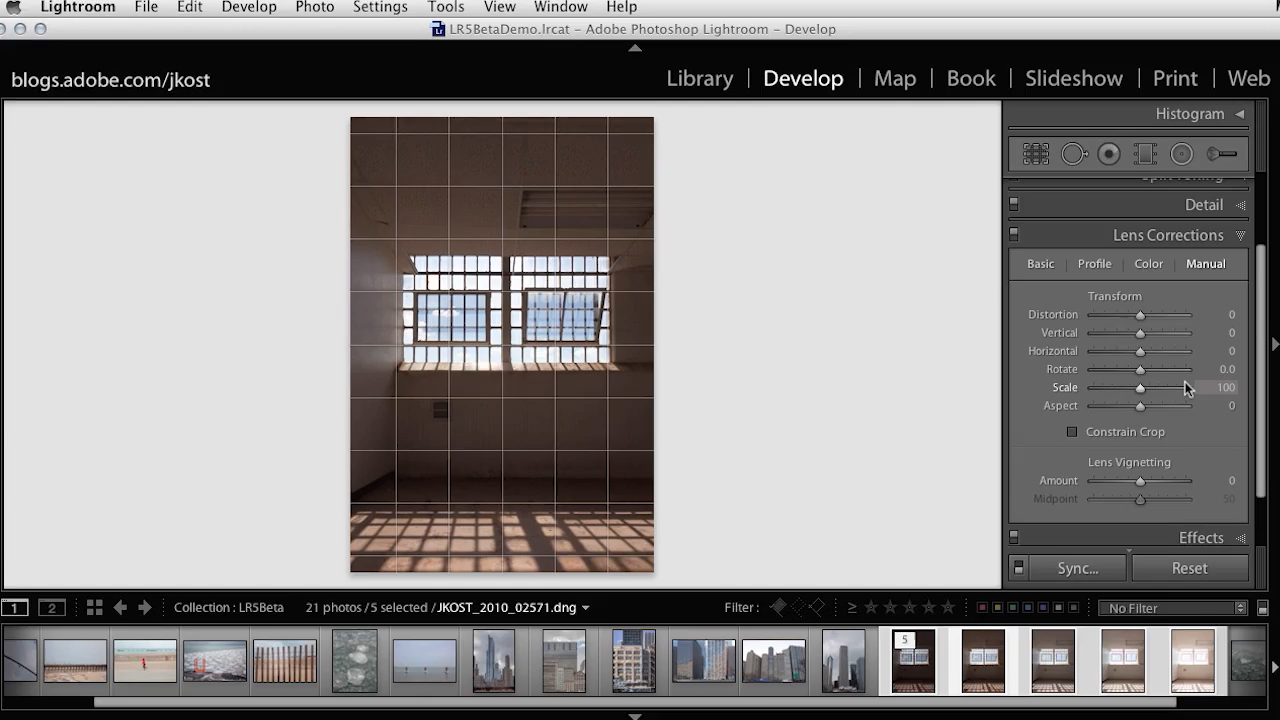 Lightroom File Edit Develop Photo Settings Tools View Window Help
Lr LR5BetaDemo.lrcat – Adobe Photoshop Lightroom – Develop
blogs.adobe.com/jkost
Library | Develop | Map | Book | Slideshow | Print | Web
Histogram
Split Toning
Detail
Lens Corrections
Basic Profile Color Manual
Transform
Distortion 0
Vertical 0
Horizontal 0
Rotate 0.0
Scale 100
Aspect 0
Constrain Crop
Lens Vignetting
Amount 0
Midpoint 50
Effects
Sync... Reset
1 2 Collection : LR5Beta 21 photos /5 selected /JKOST_2010_02571.dng Filter : ≥ No Filter
5